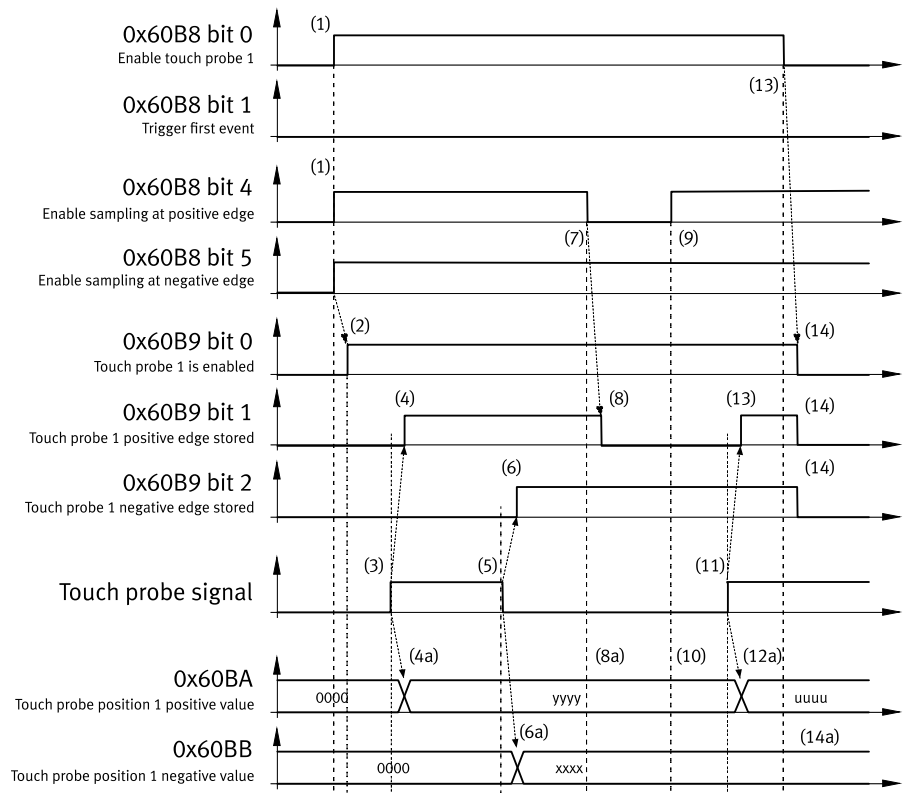 (1)
0x60B8 bit 0
Enable touch probe 1
(13)
0x60B8 bit 1
Trigger first event
(1)
0x60B8 bit 4
Enable sampling at positive edge
(7)
(9)
0x60B8 bit 5
Enable sampling at negative edge
(2)
(14)
0x60B9 bit 0
Touch probe 1 is enabled
(4)
(8)
(13)
(14)
0x60B9 bit 1
Touch probe 1 positive edge stored
(6)
(14)
0x60B9 bit 2
Touch probe 1 negative edge stored
(3)
(5)
(11)
Touch probe signal
(4a)
(8a)
(10)
(12a)
0x60BA
Touch probe position 1 positive value
0000
yyyy
uuuu
(6a)
(14a)
0x60BB
Touch probe position 1 negative value
0000
xxxx